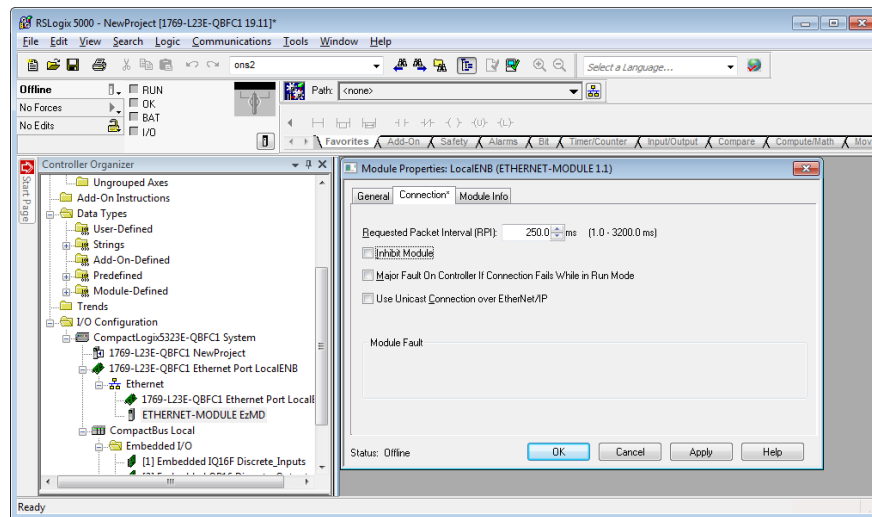 RSLogix 5000 - NewProject [1769-L23E-QBFC1 19.11]*
File Edit View Search Logic Communications Tools Window Help
ons2
Select a Language...
Offline
RUN
Path: <none>
No Forces
OK
BAT
No Edits
I/O
Favorites Add-On Safety Alarms Bit Timer/Counter Input/Output Compare Compute/Math Mov
Start Page
Controller Organizer
Ungrouped Axes
Add-On Instructions
Data Types
User-Defined
Strings
Add-On-Defined
Predefined
Module-Defined
Trends
I/O Configuration
CompactLogix5323E-QBFC1 System
1769-L23E-QBFC1 NewProject
1769-L23E-QBFC1 Ethernet Port LocalENB
Ethernet
1769-L23E-QBFC1 Ethernet Port LocalE
ETHERNET-MODULE EzMD
CompactBus Local
Embedded I/O
[1] Embedded IQ16F Discrete_Inputs
Module Properties: LocalENB (ETHERNET-MODULE 1.1)
General Connection* Module Info
Requested Packet Interval (RPI): 250.0 ms (1.0 - 3200.0 ms)
Inhibit Module
Major Fault On Controller If Connection Fails While in Run Mode
Use Unicast Connection over EtherNet/IP
Module Fault
Status: Offline
OK Cancel Apply Help
Ready